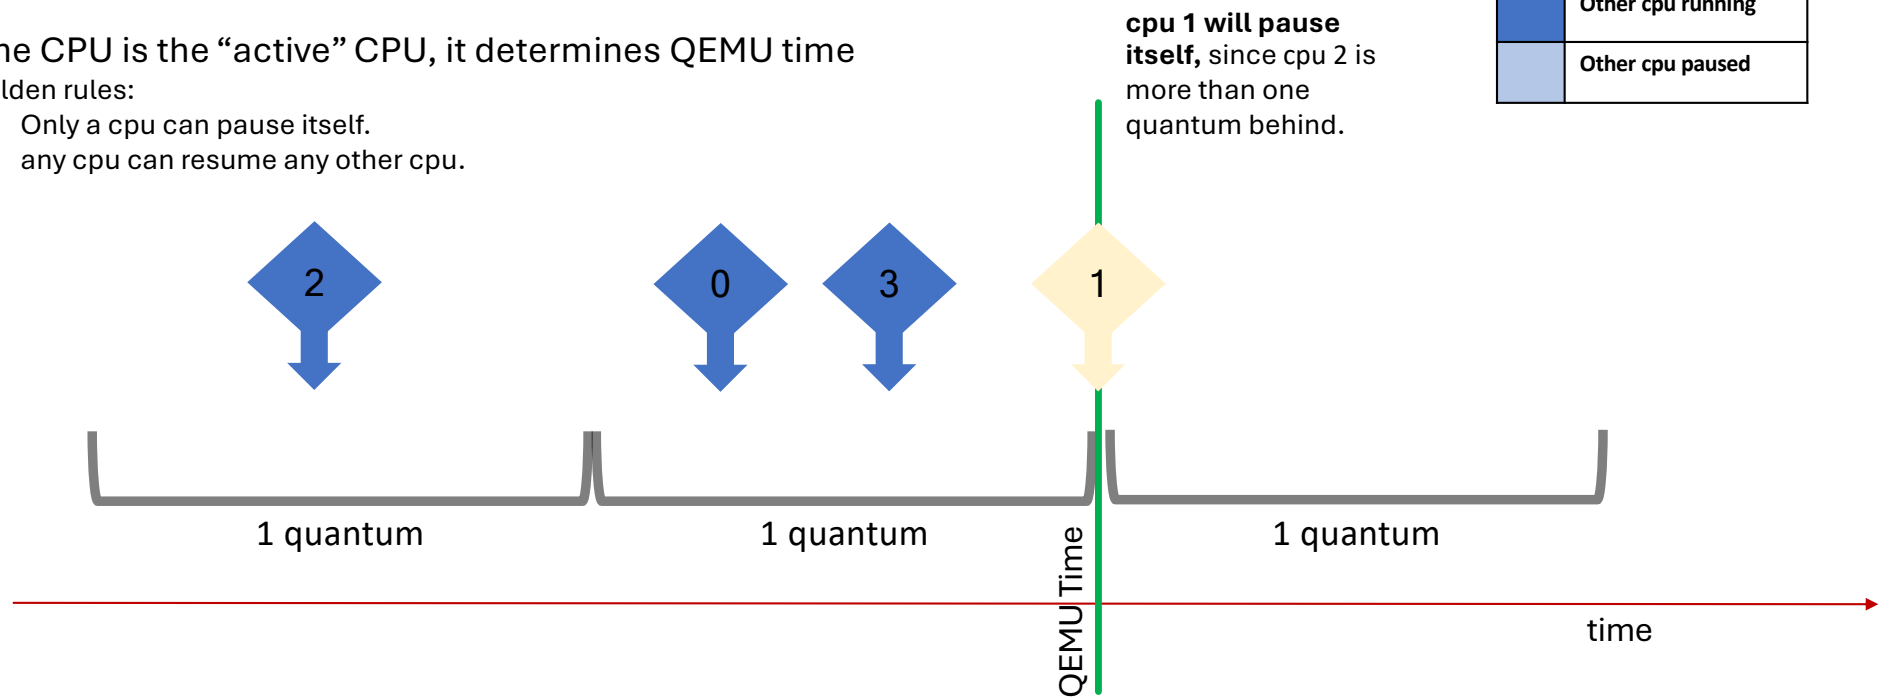 ne CPU is the “active” CPU, it determines QEMU time
lden rules:
Only a cpu can pause itself.
any cpu can resume any other cpu.
cpu 1 will pause
itself, since cpu 2 is
more than one
quantum behind.
Other cpu running
Other cpu paused
2
0
3
1
1 quantum
1 quantum
1 quantum
QEMU Time
time